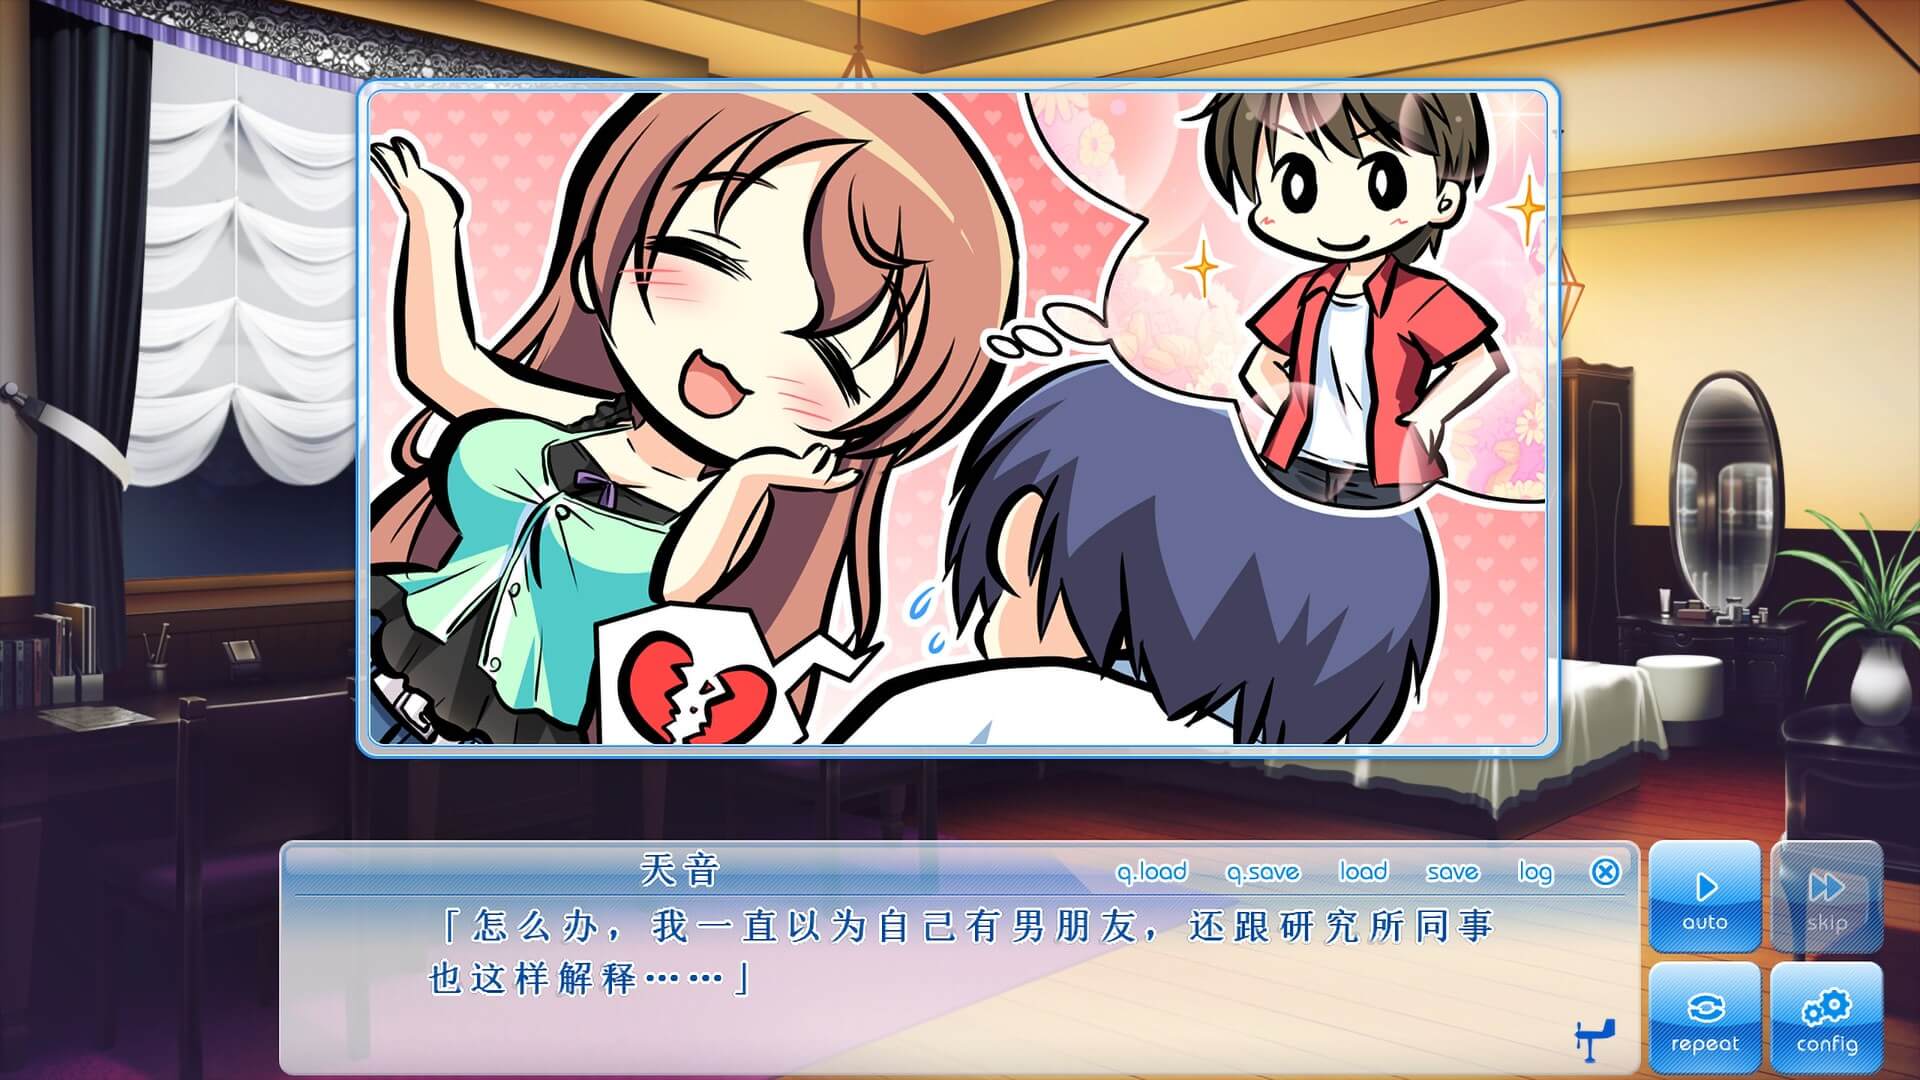 天音
q.load q.save load save log
「怎么办，我一直以为自己有男朋友，还跟研究所同事
也这样解释……」
auto
skip
repeat
config